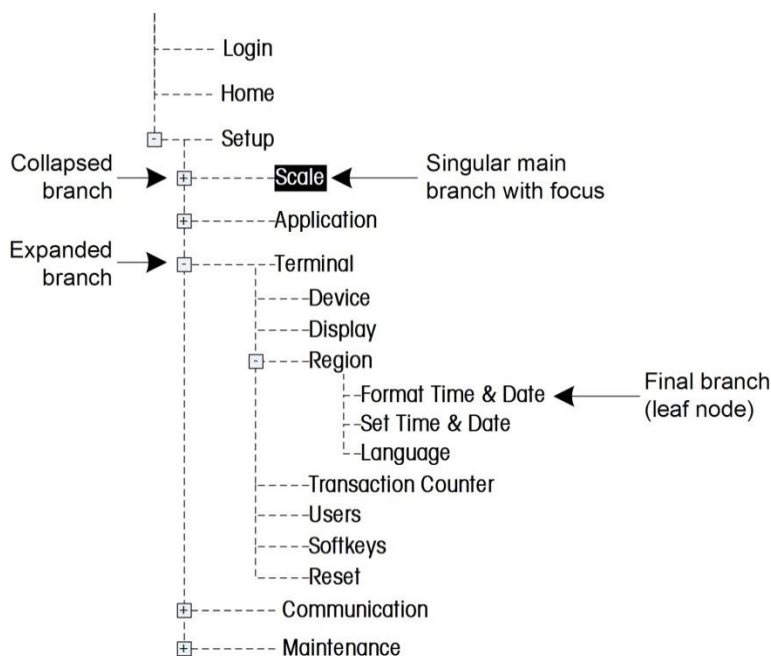 Login
Home
Setup
Collapsed
branch
Scale
Singular main
branch with focus
Application
Expanded
branch
Terminal
Device
Display
Region
Format Time & Date
Final branch
(leaf node)
Set Time & Date
Language
Transaction Counter
Users
Softkeys
Reset
Communication
Maintenance